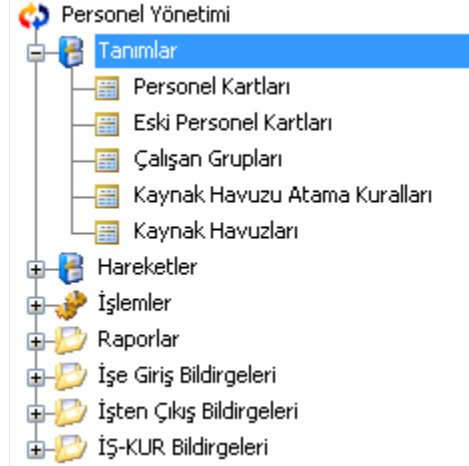 Personel Yönetimi
Tanımlar
Personel Kartları
Eski Personel Kartları
Çalışan Grupları
Kaynak Havuzu Atama Kuralları
Kaynak Havuzları
Hareketler
İşlemler
Raporlar
İşe Giriş Bildirgeleri
İşten Çıkış Bildirgeleri
İŞ-KUR Bildirgeleri